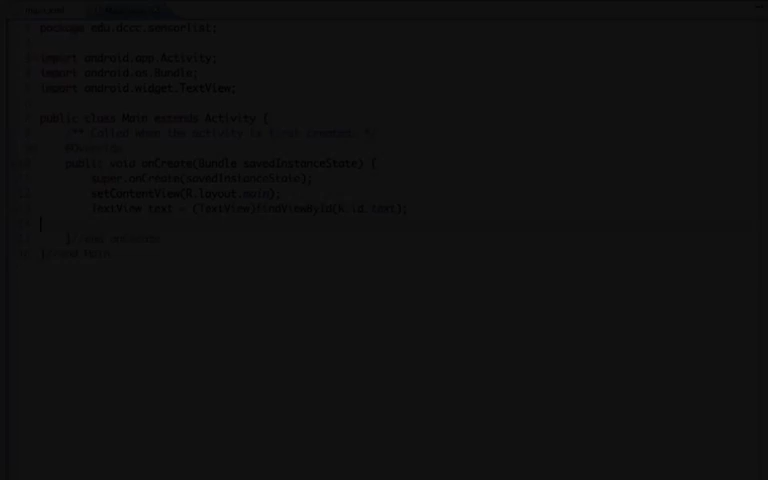 main.xml
package edu.dccc.sensorlist;
import android.app.Activity;
import android.os.Bundle;
import android.widget.TextView;
public class Main extends Activity {
/** Called when the activity is first created. */
@Override
public void onCreate(Bundle savedInstanceState) {
super.onCreate(savedInstanceState);
setContentView(R.layout.main);
TextView text = (TextView)findViewById(R.id.text);
}//end onCreate
}//end Main